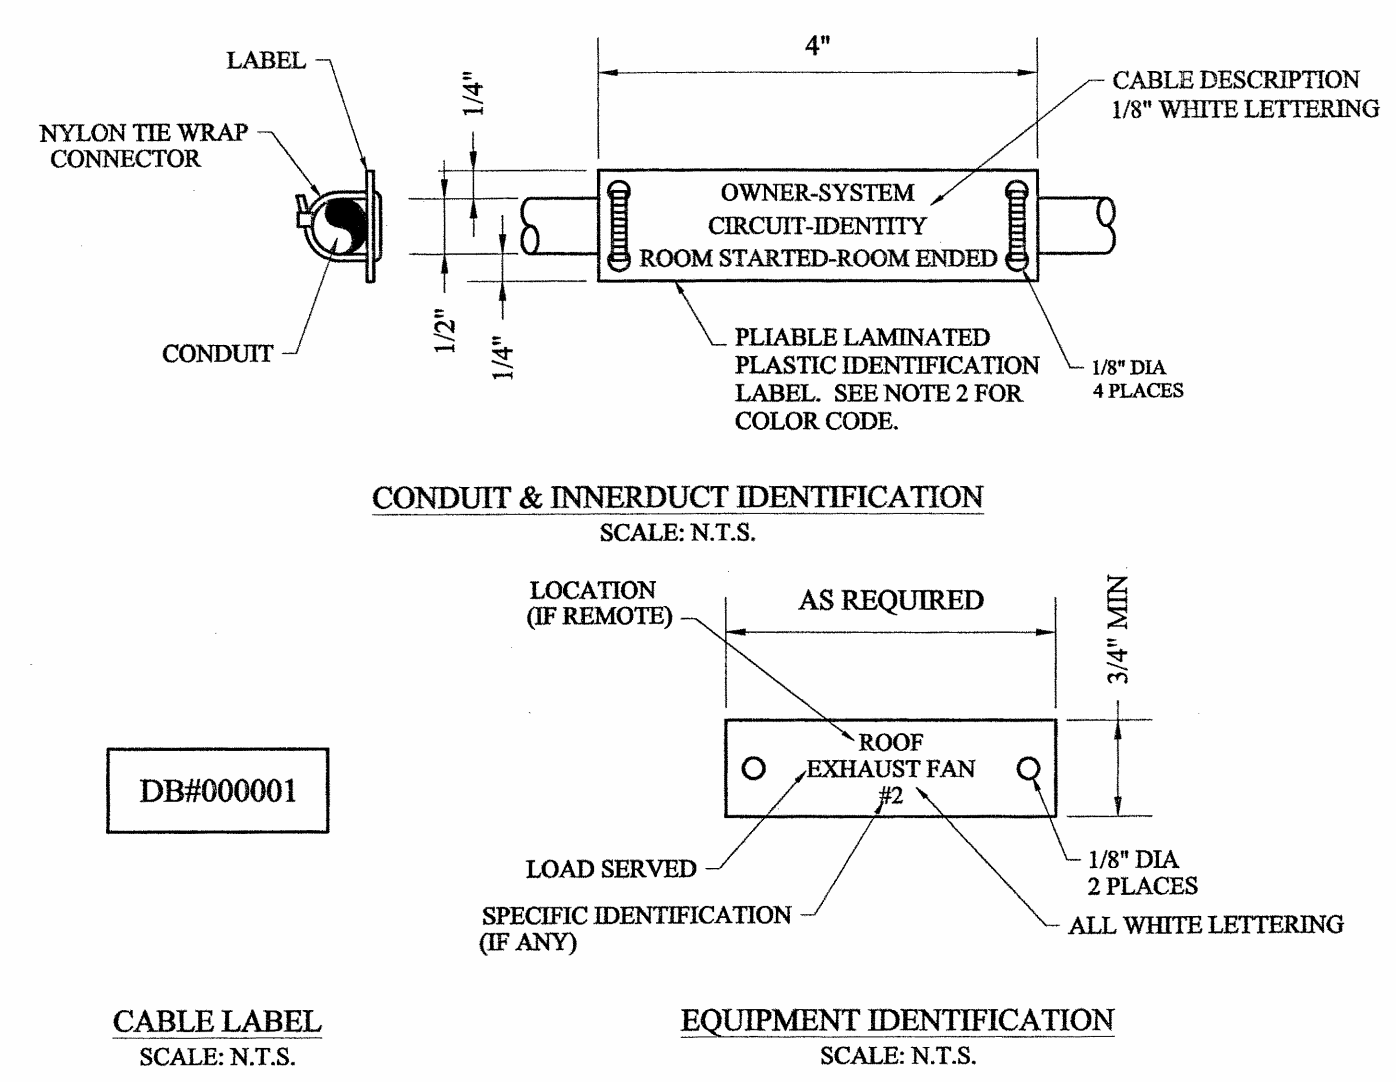 LABEL
NYLON TIE WRAP
CONNECTOR
CONDUIT
1/4"
1/2"
1/4"
4"
CABLE DESCRIPTION
1/8" WHITE LETTERING
OWNER-SYSTEM
CIRCUIT-IDENTITY
ROOM STARTED-ROOM ENDED
PLIABLE LAMINATED
PLASTIC IDENTIFICATION
LABEL. SEE NOTE 2 FOR
COLOR CODE.
1/8" DIA
4 PLACES
CONDUIT & INNERDUCT IDENTIFICATION
SCALE: N.T.S.
DB#000001
CABLE LABEL
SCALE: N.T.S.
LOCATION
(IF REMOTE)
AS REQUIRED
3/4" MIN
ROOF
EXHAUST FAN
#2
LOAD SERVED
SPECIFIC IDENTIFICATION
(IF ANY)
1/8" DIA
2 PLACES
ALL WHITE LETTERING
EQUIPMENT IDENTIFICATION
SCALE: N.T.S.